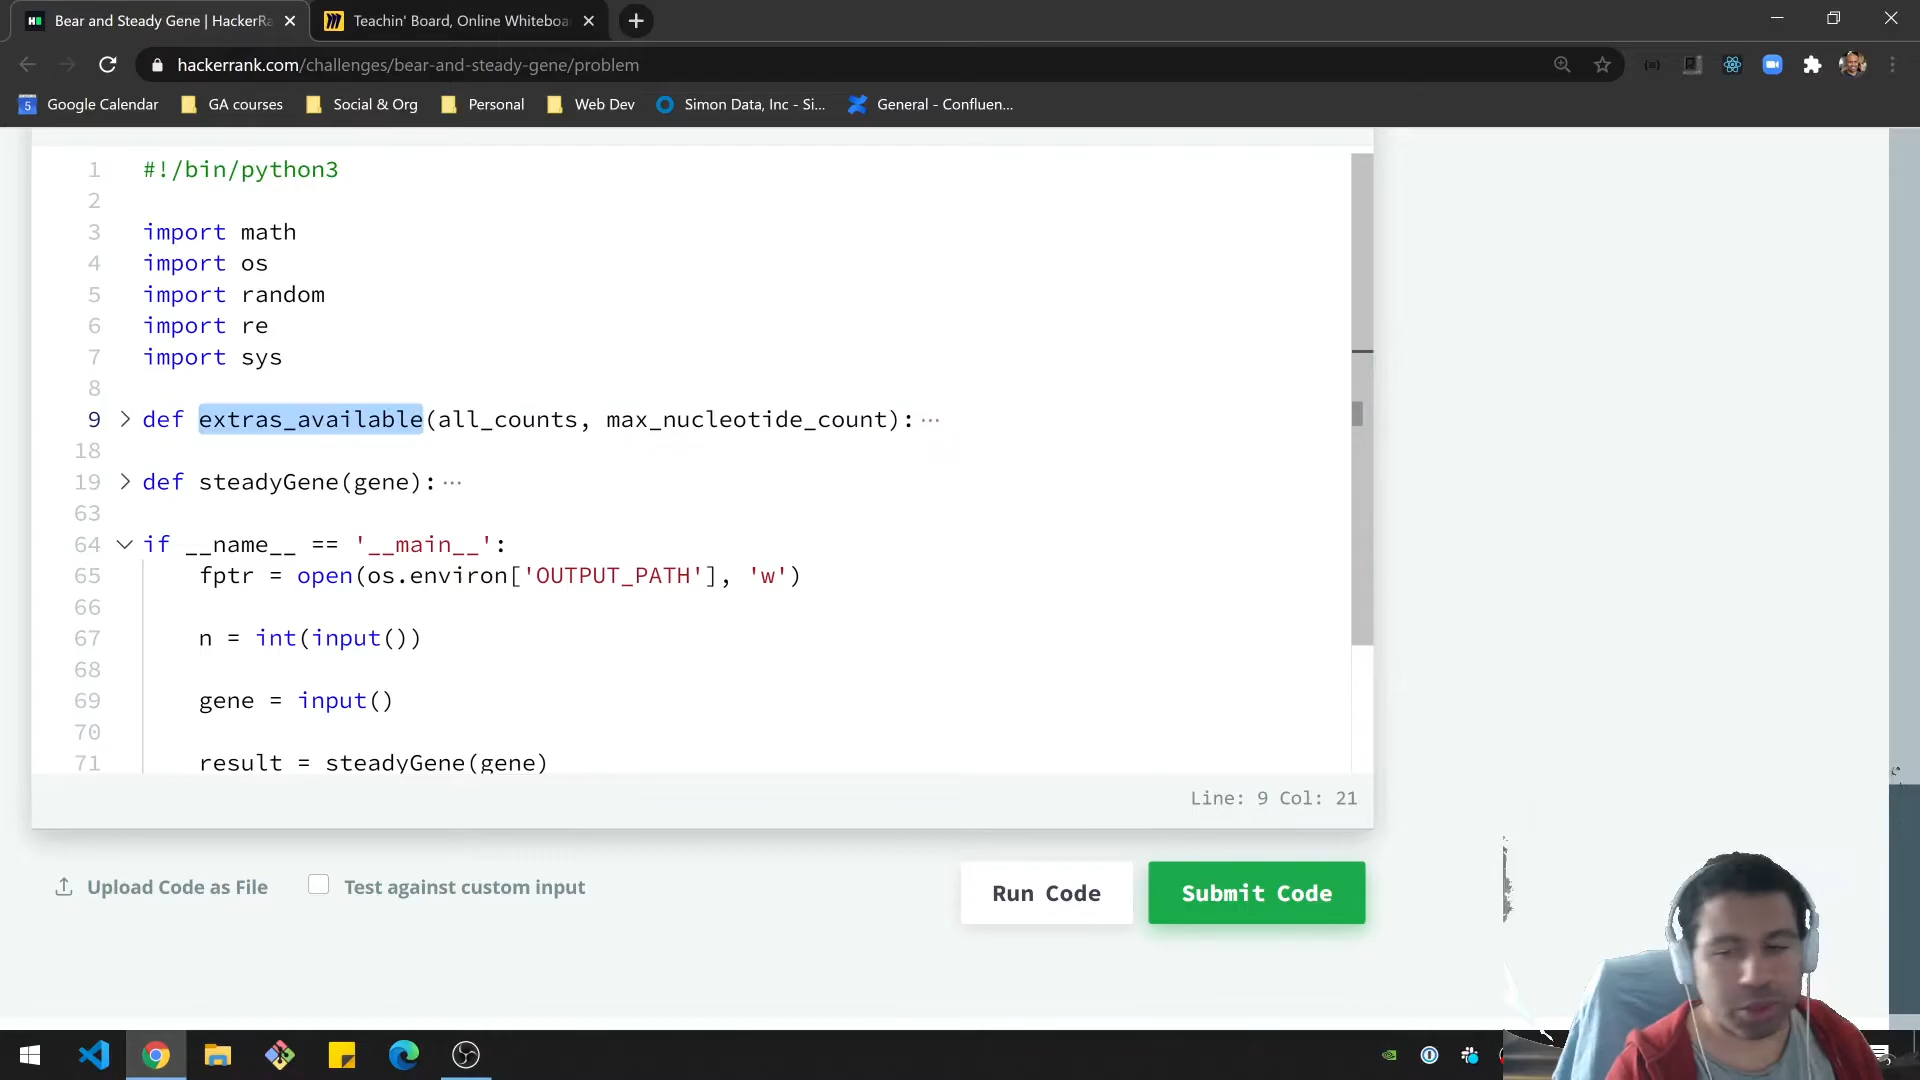 Bear and Steady Gene | HackerRa
Teachin' Board, Online Whiteboa
hackerrank.com/challenges/bear-and-steady-gene/problem
5 Google Calendar GA courses Social & Org Personal Web Dev Simon Data, Inc - Si... General - Confluen...
1 #!/bin/python3
2
3 import math
4 import os
5 import random
6 import re
7 import sys
8
9 def extras_available(all_counts, max_nucleotide_count): ···
18
19 def steadyGene(gene): ···
63
64 if __name__ == '__main__':
65 fptr = open(os.environ['OUTPUT_PATH'], 'w')
66
67 n = int(input())
68
69 gene = input()
70
71 result = steadyGene(gene)
Line: 9 Col: 21
Upload Code as File Test against custom input Run Code Submit Code